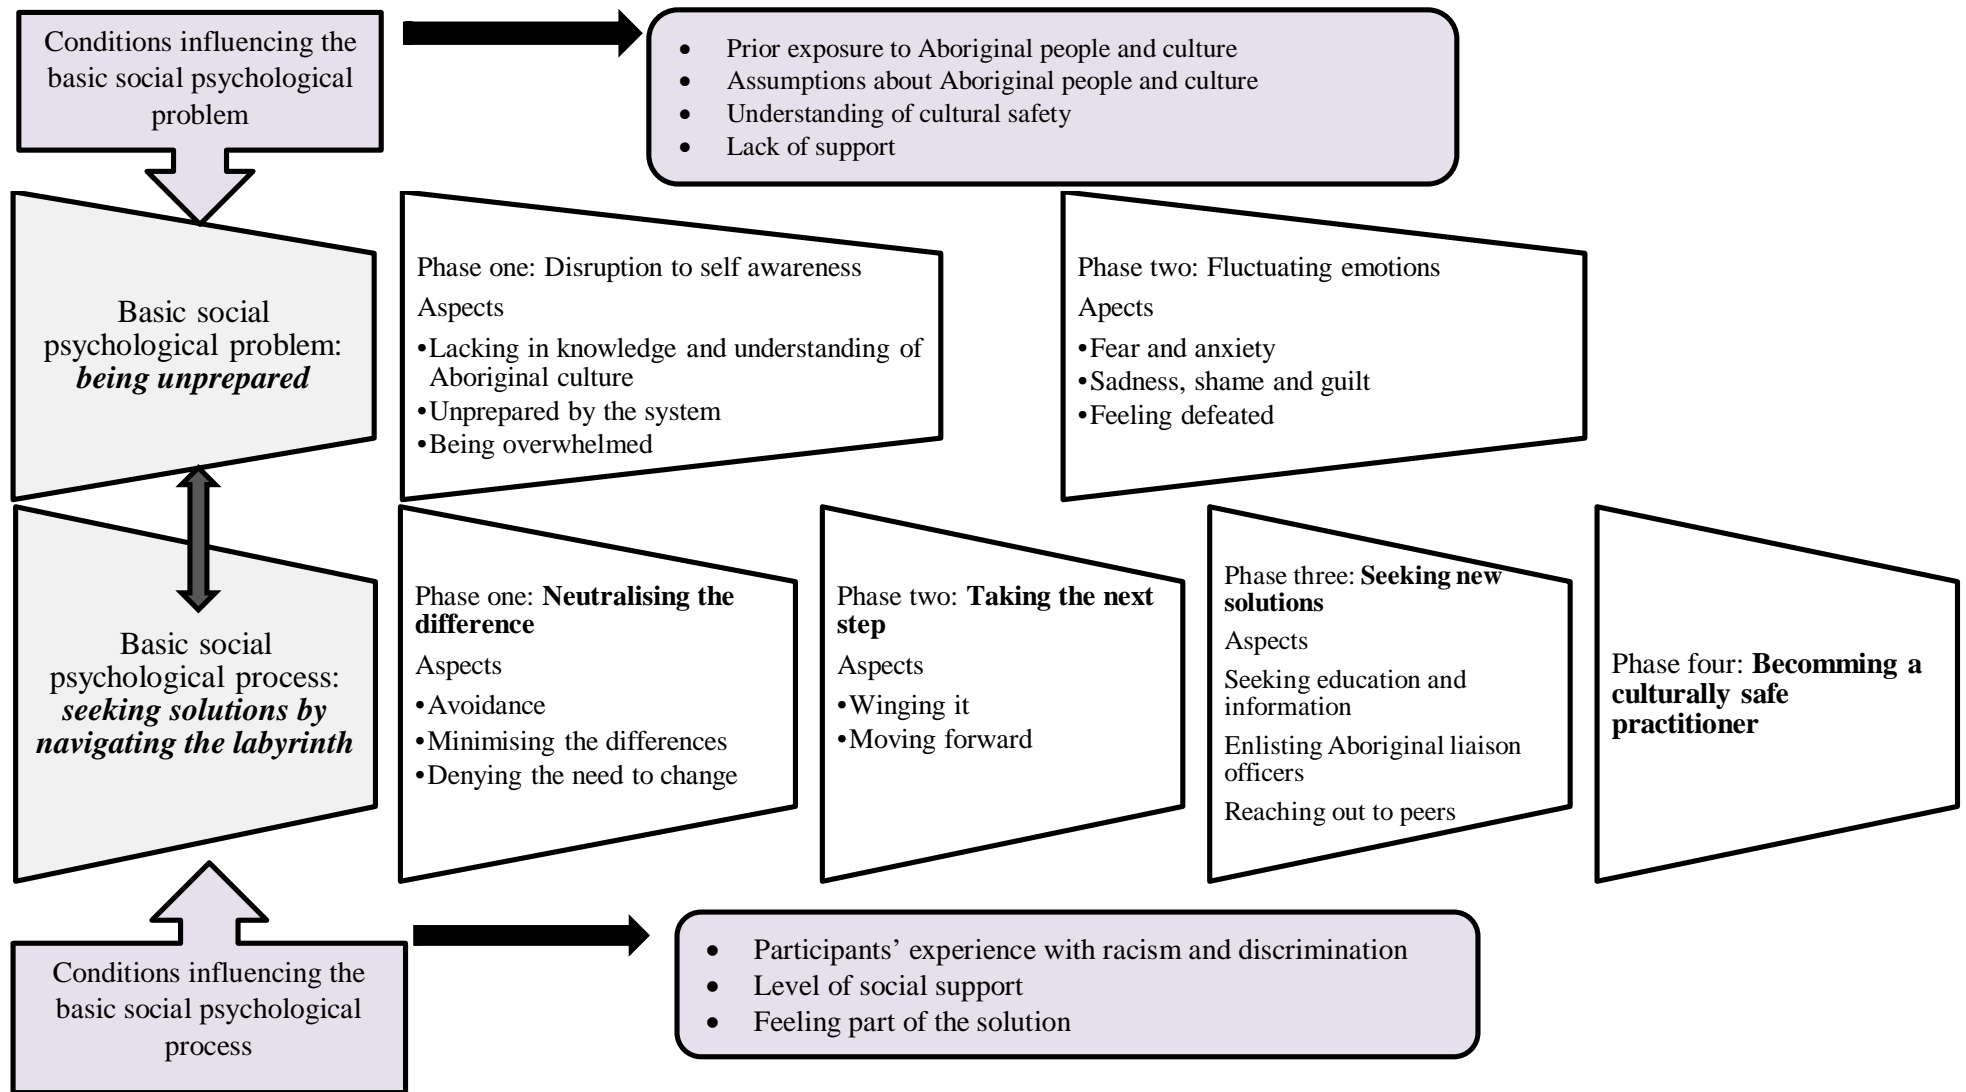 Conditions influencing the
basic social psychological
problem
• Prior exposure to Aboriginal people and culture
• Assumptions about Aboriginal people and culture
• Understanding of cultural safety
• Lack of support
Basic social
psychological problem:
being unprepared
Phase one: Disruption to self awareness
Aspects
•Lacking in knowledge and understanding of
Aboriginal culture
•Unprepared by the system
•Being overwhelmed
Phase two: Fluctuating emotions
Apects
•Fear and anxiety
•Sadness, shame and guilt
•Feeling defeated
Basic social
psychological process:
seeking solutions by
navigating the labyrinth
Phase one: Neutralising the
difference
Aspects
•Avoidance
•Minimising the differences
•Denying the need to change
Phase two: Taking the next
step
Aspects
•Winging it
•Moving forward
Phase three: Seeking new
solutions
Aspects
Seeking education and
information
Enlisting Aboriginal liaison
officers
Reaching out to peers
Phase four: Becomming a
culturally safe
practitioner
Conditions influencing the
basic social psychological
process
• Participants’ experience with racism and discrimination
• Level of social support
• Feeling part of the solution